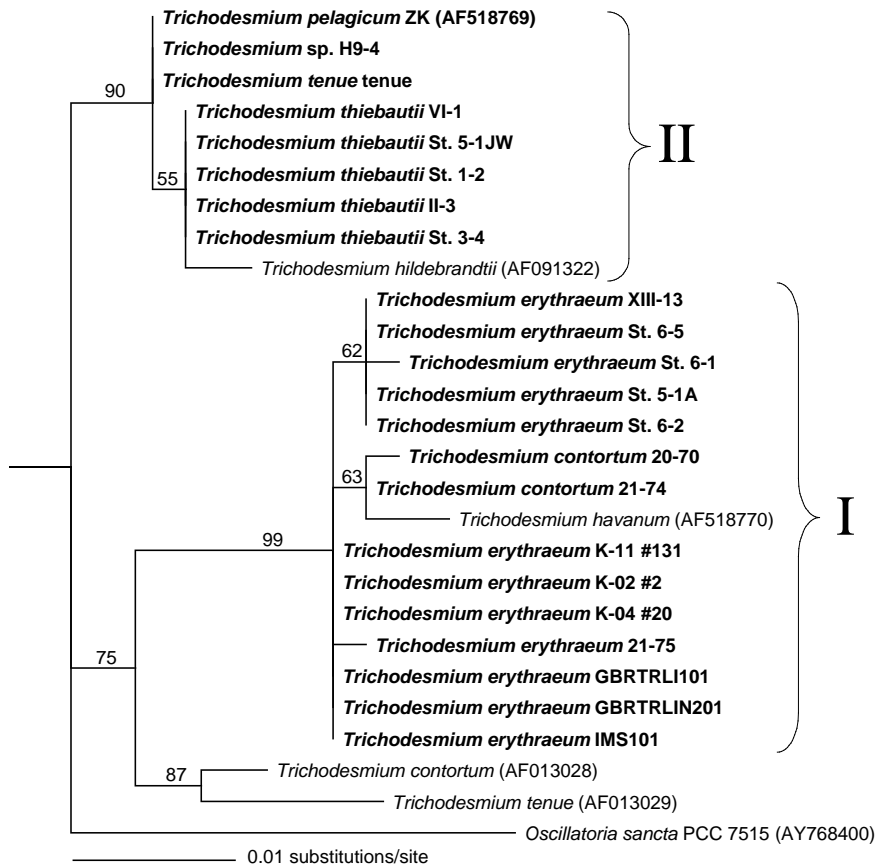 Trichodesmium pelagicum ZK (AF518769)
Trichodesmium sp. H9-4
Trichodesmium tenue tenue
90
Trichodesmium thiebautii VI-1
Trichodesmium thiebautii St. 5-1JW
II
Trichodesmium thiebautii St. 1-2
55
Trichodesmium thiebautii II-3
Trichodesmium thiebautii St. 3-4
Trichodesmium hildebrandtii (AF091322)
Trichodesmium erythraeum XIII-13
Trichodesmium erythraeum St. 6-5
62
Trichodesmium erythraeum St. 6-1
Trichodesmium erythraeum St. 5-1A
Trichodesmium erythraeum St. 6-2
Trichodesmium contortum 20-70
63
Trichodesmium contortum 21-74
Trichodesmium havanum (AF518770)
I
99
Trichodesmium erythraeum K-11 #131
Trichodesmium erythraeum K-02 #2
Trichodesmium erythraeum K-04 #20
Trichodesmium erythraeum 21-75
75
Trichodesmium erythraeum GBRTRLI101
Trichodesmium erythraeum GBRTRLIN201
Trichodesmium erythraeum IMS101
Trichodesmium contortum (AF013028)
87
Trichodesmium tenue (AF013029)
Oscillatoria sancta PCC 7515 (AY768400)
0.01 substitutions/site